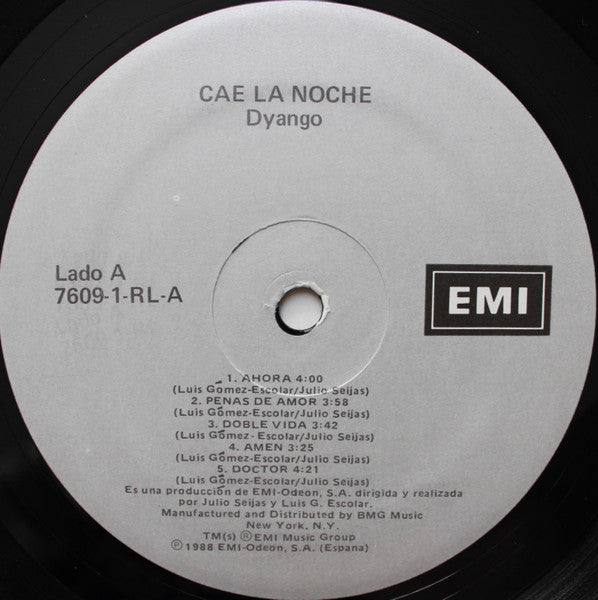 CAE LA NOCHE
Dyango
Lado A
7609-1-RL-A
EMI
1. AHORA 4:00
(Luis Gómez-Escolar/Julio Seijas)
2. PENAS DE AMOR 3:58
(Luis Gómez-Escolar/Julio Seijas)
3. DOBLE VIDA 3:42
(Luis Gómez-Escolar/Julio Seijas)
4. AMEN 3:25
(Luis Gómez-Escolar/Julio Seijas)
5. DOCTOR 4:21
(Luis Gómez-Escolar/Julio Seijas)
Es una producción de EMI-Odeon, S.A. dirigida y realizada
por Julio Seijas y Luis G. Escolar.
Manufactured and Distributed by BMG Music
New York, N.Y.
TM(s) ® EMI Music Group
℗ 1988 EMI-Odeon, S.A. (Espana)